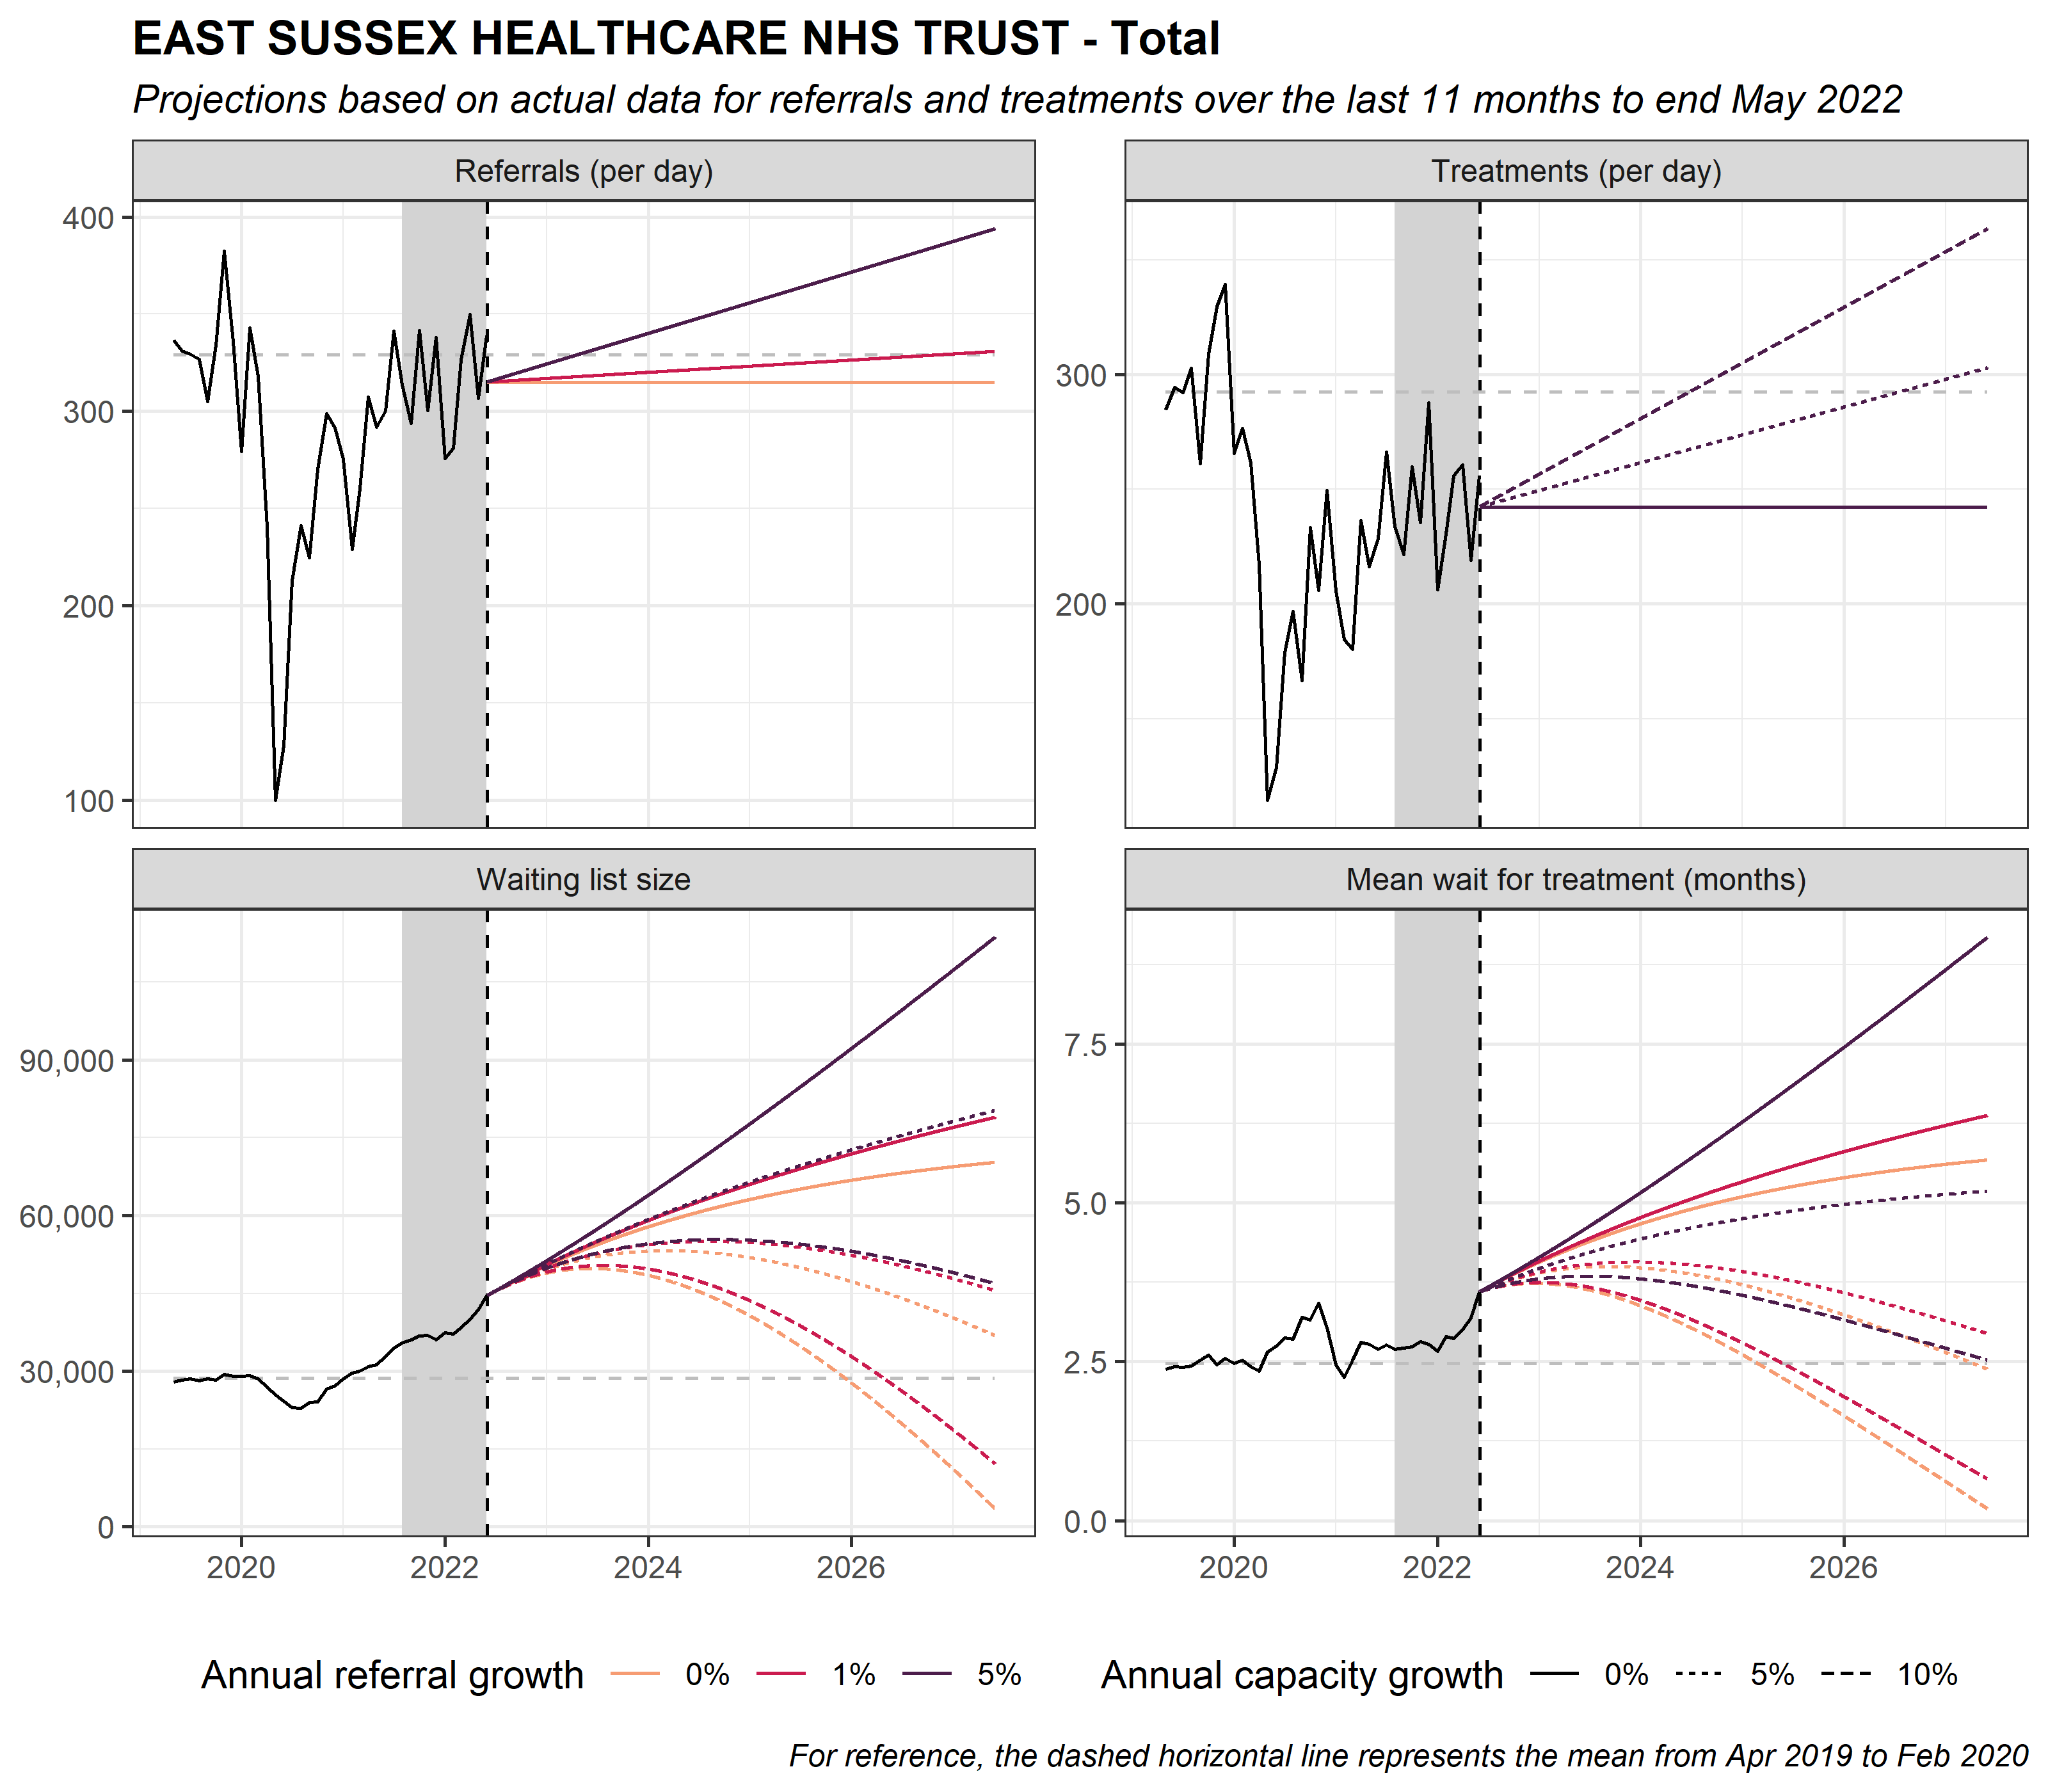 EAST SUSSEX HEALTHCARE NHS TRUST - Total
Projections based on actual data for referrals and treatments over the last 11 months to end May 2022
Referrals (per day)
400
300
200
100
Treatments (per day)
300
200
Waiting list size
90,000
60,000
30,000
0
2020 2022 2024 2026
Mean wait for treatment (months)
7.5
5.0
2.5
0.0
2020 2022 2024 2026
Annual referral growth 0% 1% 5%
Annual capacity growth 0% 5% 10%
For reference, the dashed horizontal line represents the mean from Apr 2019 to Feb 2020